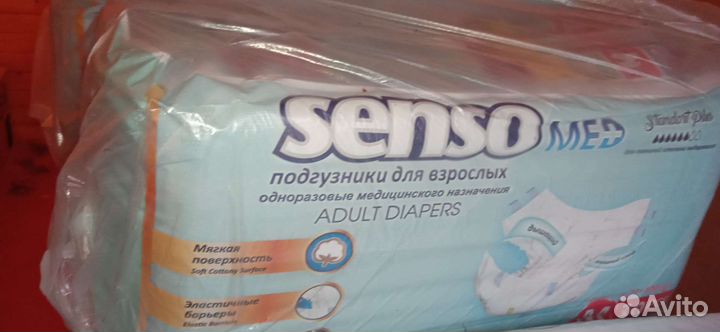 senso
MED
Standart Plus
подгузники для взрослых
одноразовые медицинского назначения
ADULT DIAPERS
дышащий
Мягкая
поверхность
Soft Cottony Surface
Эластичные
барьеры
Elastic Barriers
Avito